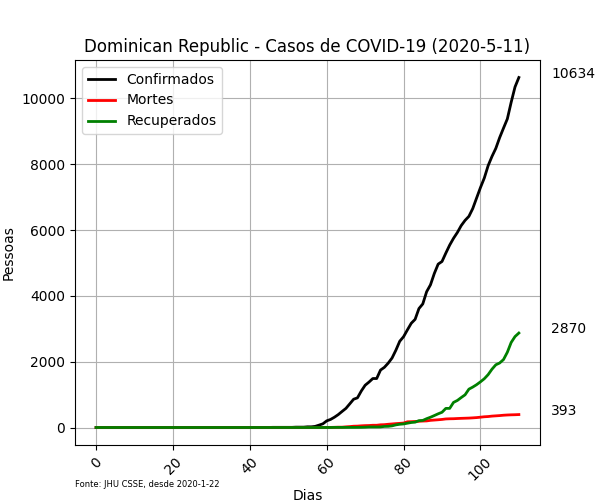 Dominican Republic - Casos de COVID-19 (2020-5-11)
Confirmados
Mortes
Recuperados
10634
2870
393
10000
8000
6000
4000
2000
0
Pessoas
0 20 40 60 80 100
Fonte: JHU CSSE, desde 2020-1-22
Dias